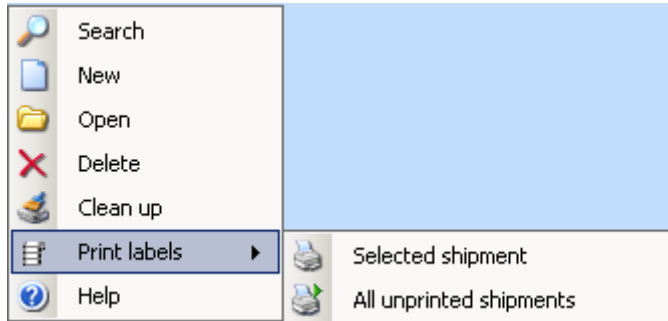 Search
New
Open
Delete
Clean up
Print labels
Selected shipment
Help
All unprinted shipments